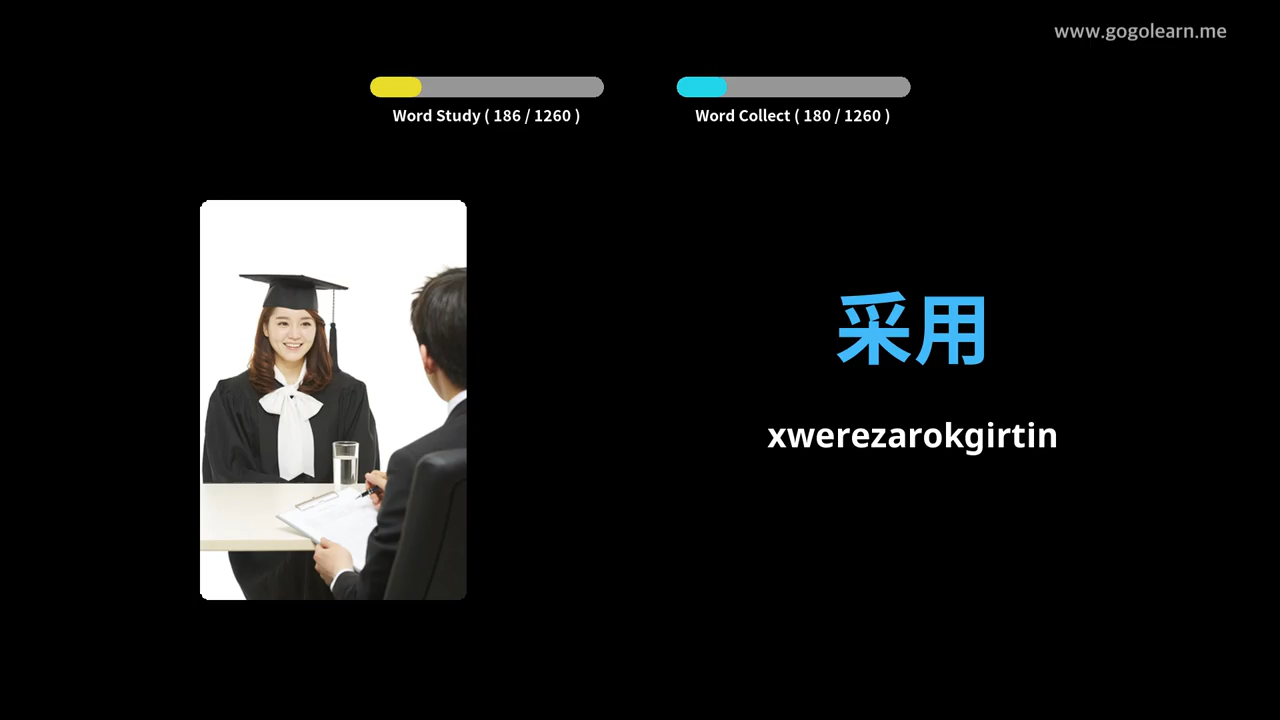 www.gogolearn.me
Word Study ( 186 / 1260 )
Word Collect ( 180 / 1260 )
采用
xwerezarokgirtin